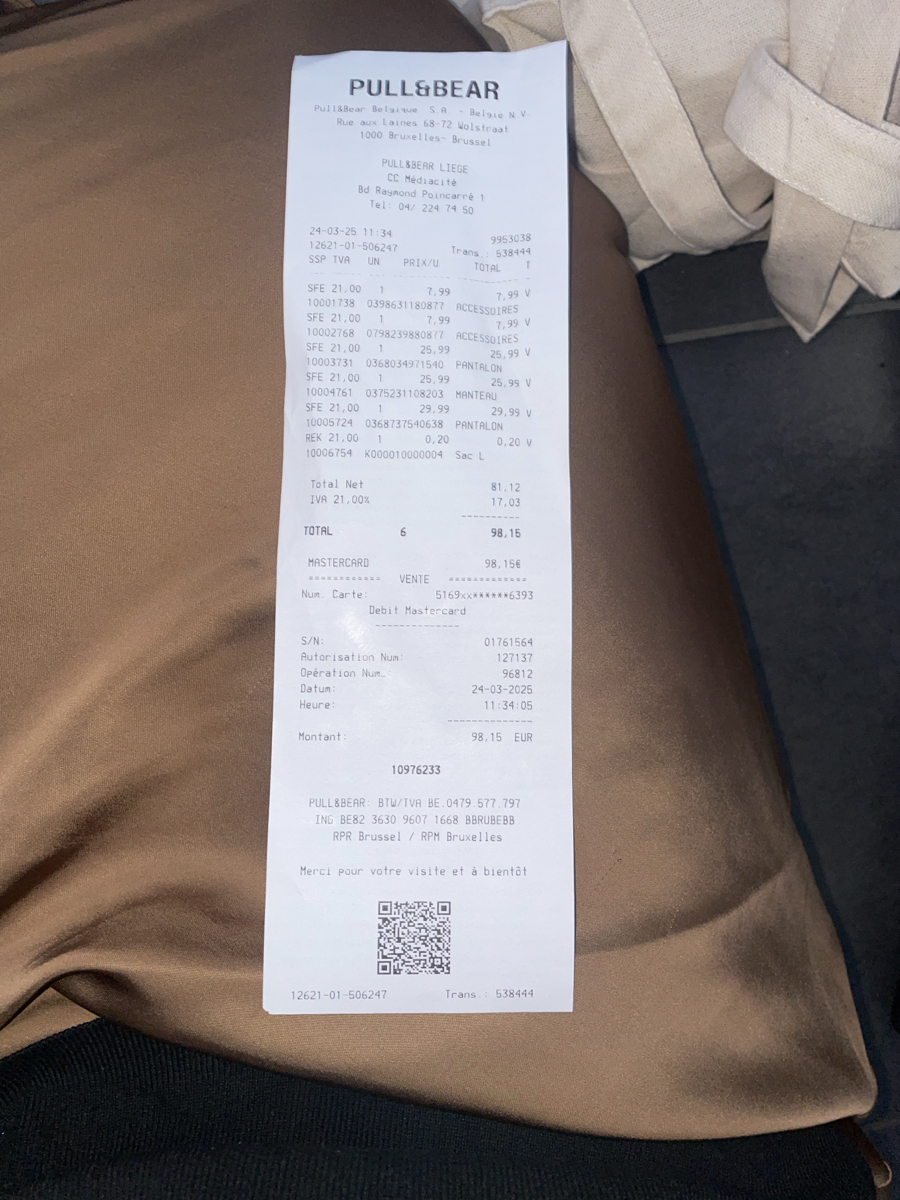 PULL&BEAR
Pull&Bear Belgique S.A. - België N.V.
Rue aux Laines 68-72 Wolstraat
1000 Bruxelles- Brussel
PULL&BEAR LIEGE
CC Médiacité
Bd Raymond Poincarré 1
Tel: 04/ 224 74 50
24-03-25 11:34 9953038
12621-01-506247 Trans.: 538444
SSP TVA UN PRIX/U TOTAL T
SFE 21,00 1 7,99 7,99 V
10001738 0398631180877 ACCESSOIRES
SFE 21,00 1 7,99 7,99 V
10002768 0798239880877 ACCESSOIRES
SFE 21,00 1 25,99 25,99 V
10003731 0368034971540 PANTALON
SFE 21,00 1 25,99 25,99 V
10004761 0375231108203 MANTEAU
SFE 21,00 1 29,99 29,99 V
10005724 0368737540638 PANTALON
REK 21,00 1 0,20 0,20 V
10006754 K000010000004 Sac L
Total Net 81,12
IVA 21,00% 17,03
----------
TOTAL 6 98,15
MASTERCARD 98,15€
============ VENTE =============
Num. Carte: 5169xx******6393
Debit Mastercard
--------------
S/N: 01761564
Autorisation Num: 127137
Opération Num.: 96812
Datum: 24-03-2025
Heure: 11:34:05
--------------
Montant: 98,15 EUR
10976233
PULL&BEAR: BTW/TVA BE.0479.577.797
ING BE82 3630 9607 1668 BBRUBEBB
RPR Brussel / RPM Bruxelles
Merci pour votre visite et à bientôt
12621-01-506247 Trans.: 538444